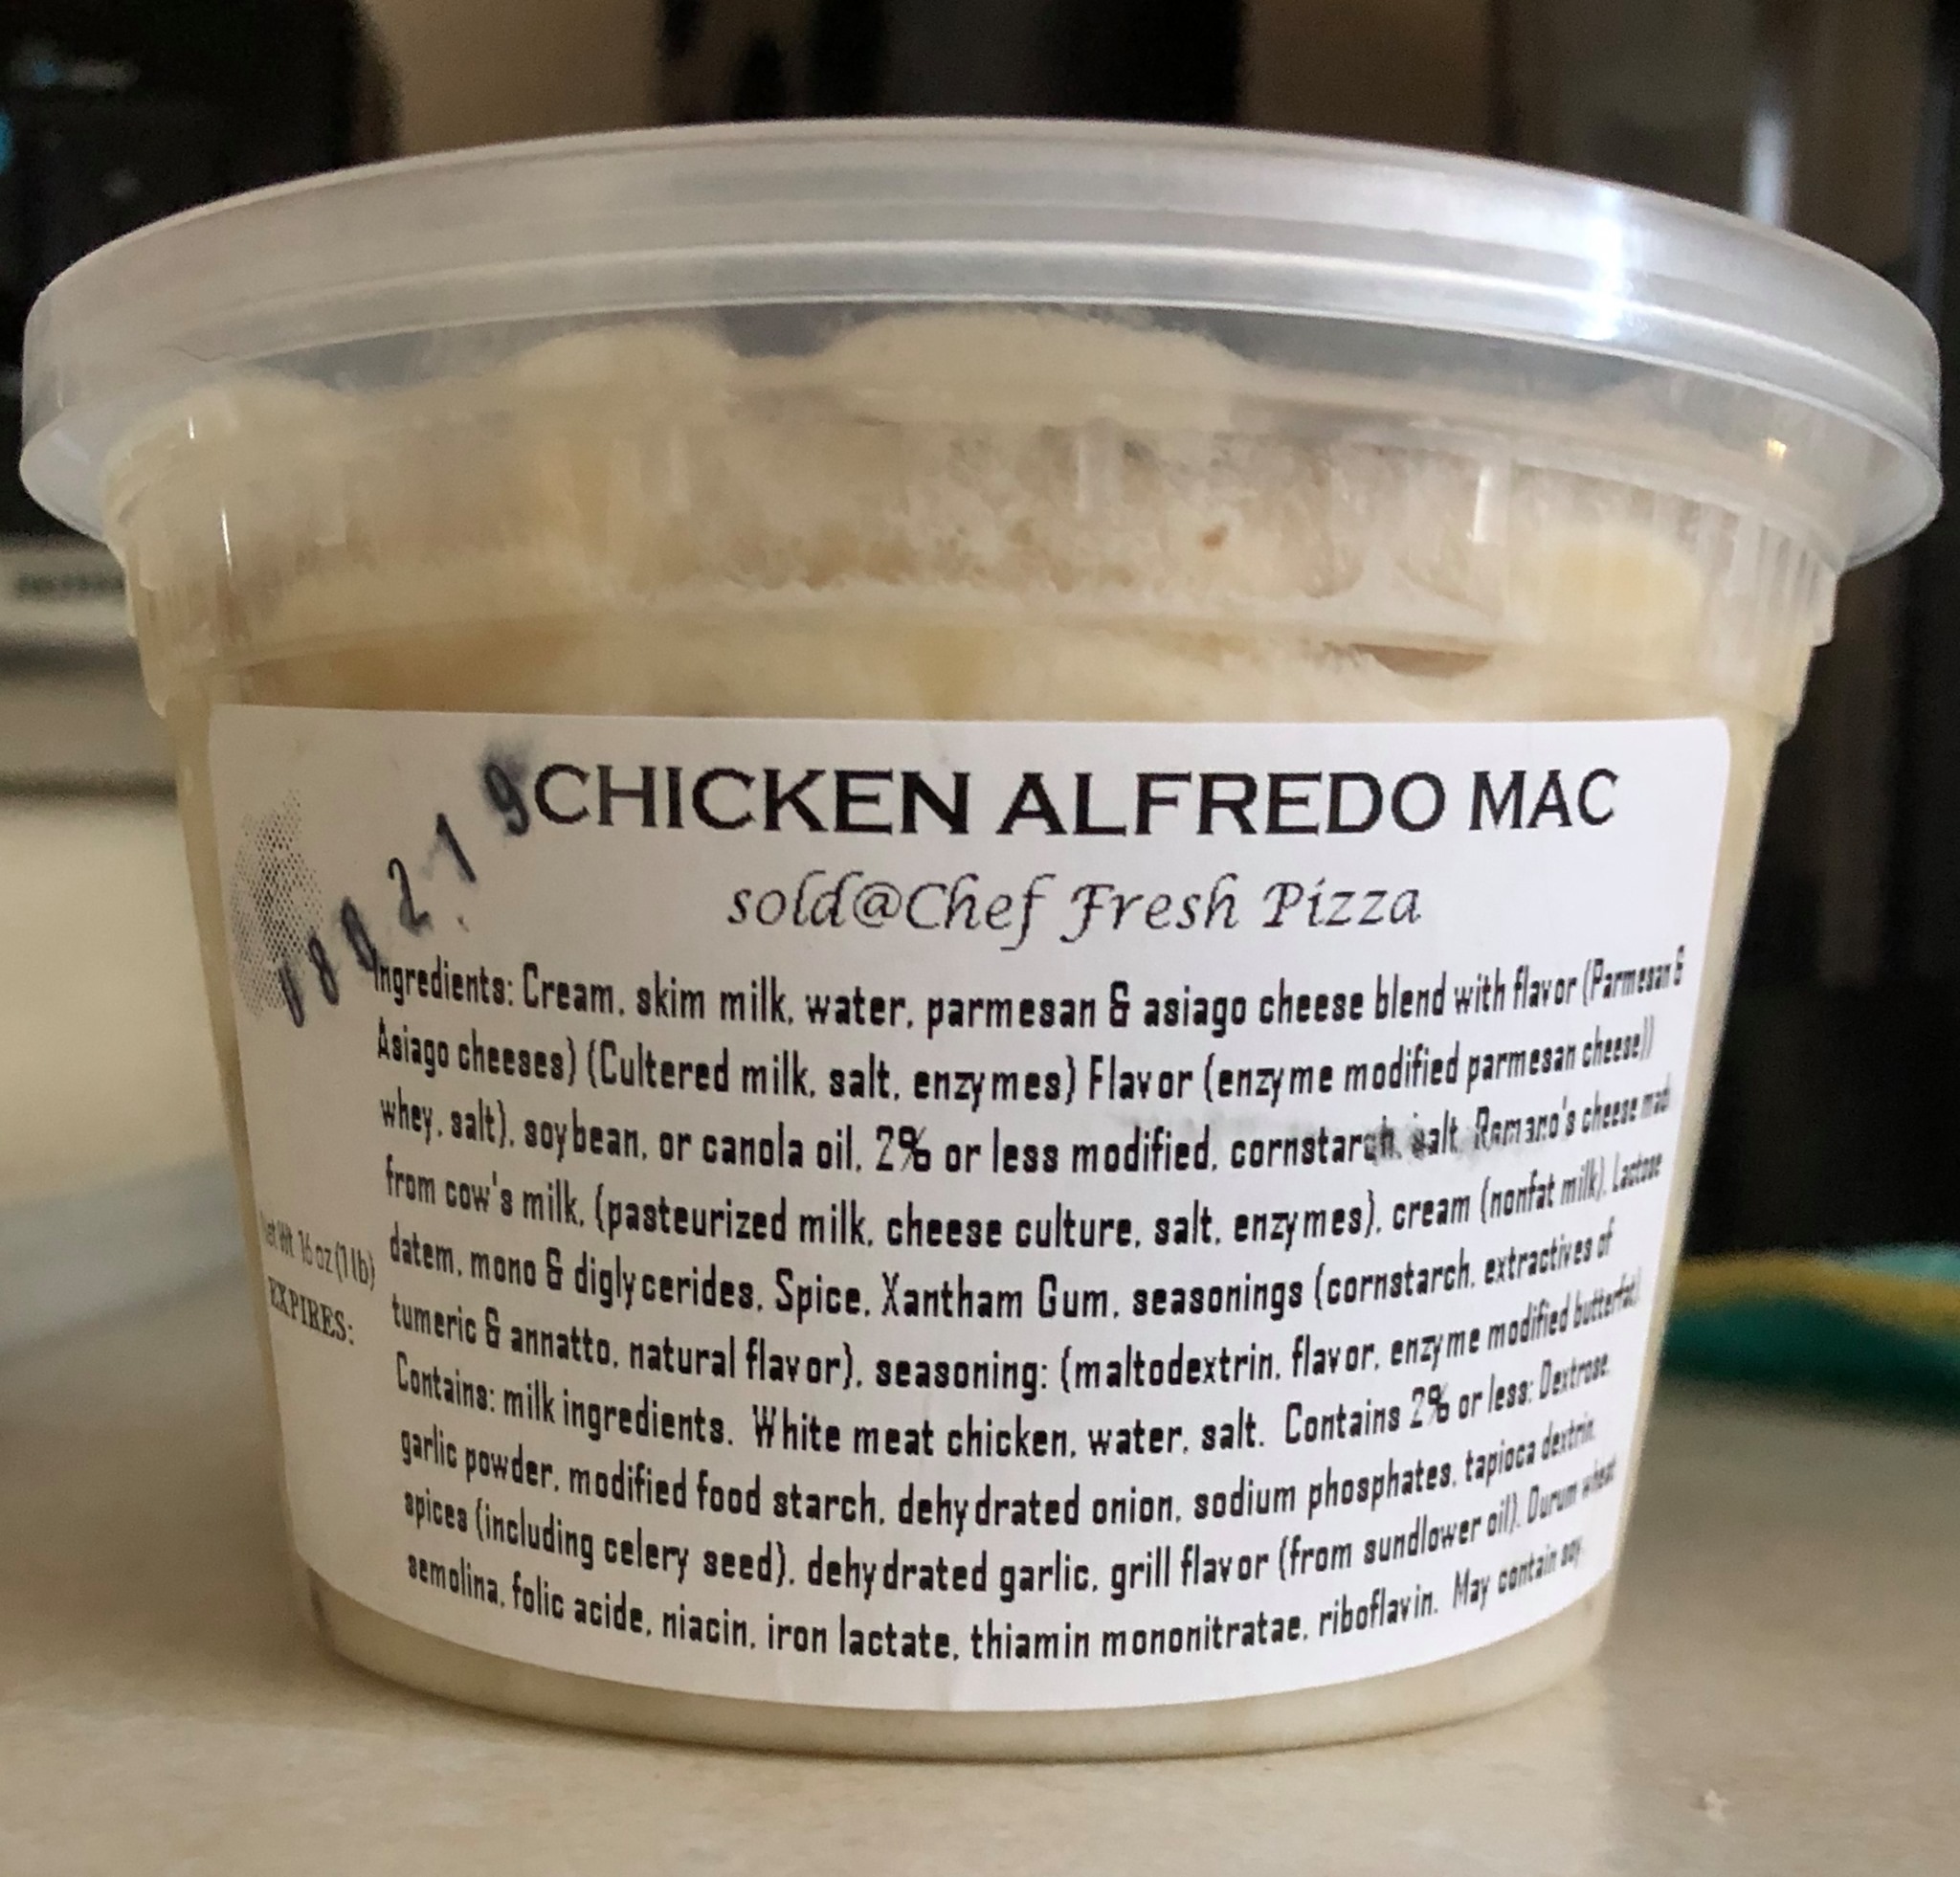 CHICKEN ALFREDO MAC
sold@Chef Fresh Pizza
Ingredients: Cream, skim milk, water, parmesan & asiago cheese blend with flavor (Parmesan &
Asiago cheeses) (Cultered milk, salt, enzymes) Flavor (enzyme modified parmesan cheese))
whey, salt), soybean, or canola oil, 2% or less modified, cornstarch, salt, Romano's cheese made
from cow's milk, (pasteurized milk, cheese culture, salt, enzymes), cream (nonfat milk), Lactose
datem, mono & diglycerides, Spice, Xantham Gum, seasonings (cornstarch, extractives of
tumeric & annatto, natural flavor), seasoning: (maltodextrin, flavor, enzyme modified butterfat).
Contains: milk ingredients. White meat chicken, water, salt. Contains 2% or less: Dextrose,
garlic powder, modified food starch, dehydrated onion, sodium phosphates, tapioca dextrin,
spices (including celery seed), dehydrated garlic, grill flavor (from sundlower oil). Durum wheat
semolina, folic acide, niacin, iron lactate, thiamin mononitratae, riboflavin. May contain soy.
Wt 16 oz (1 lb)
EXPIRES: